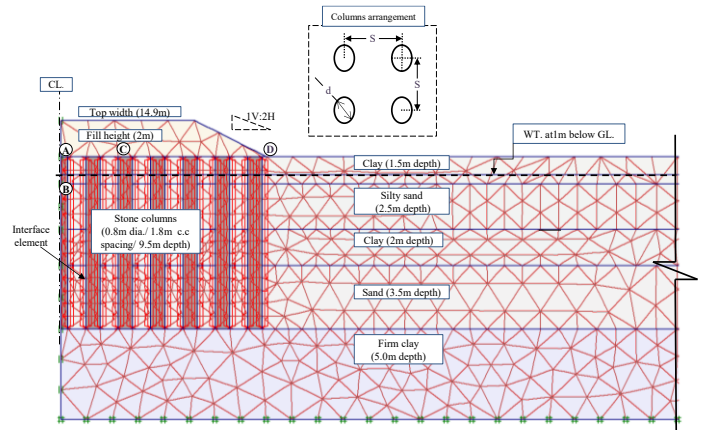 Columns arrangement
S
S
d
CL.
Top width (14.9m)
1V:2H
Fill height (2m)
WT. at1m below GL.
A
C
D
Clay (1.5m depth)
B
Silty sand
(2.5m depth)
Stone columns
(0.8m dia./ 1.8m c.c
spacing/ 9.5m depth)
Interface
element
Clay (2m depth)
Sand (3.5m depth)
Firm clay
(5.0m depth)